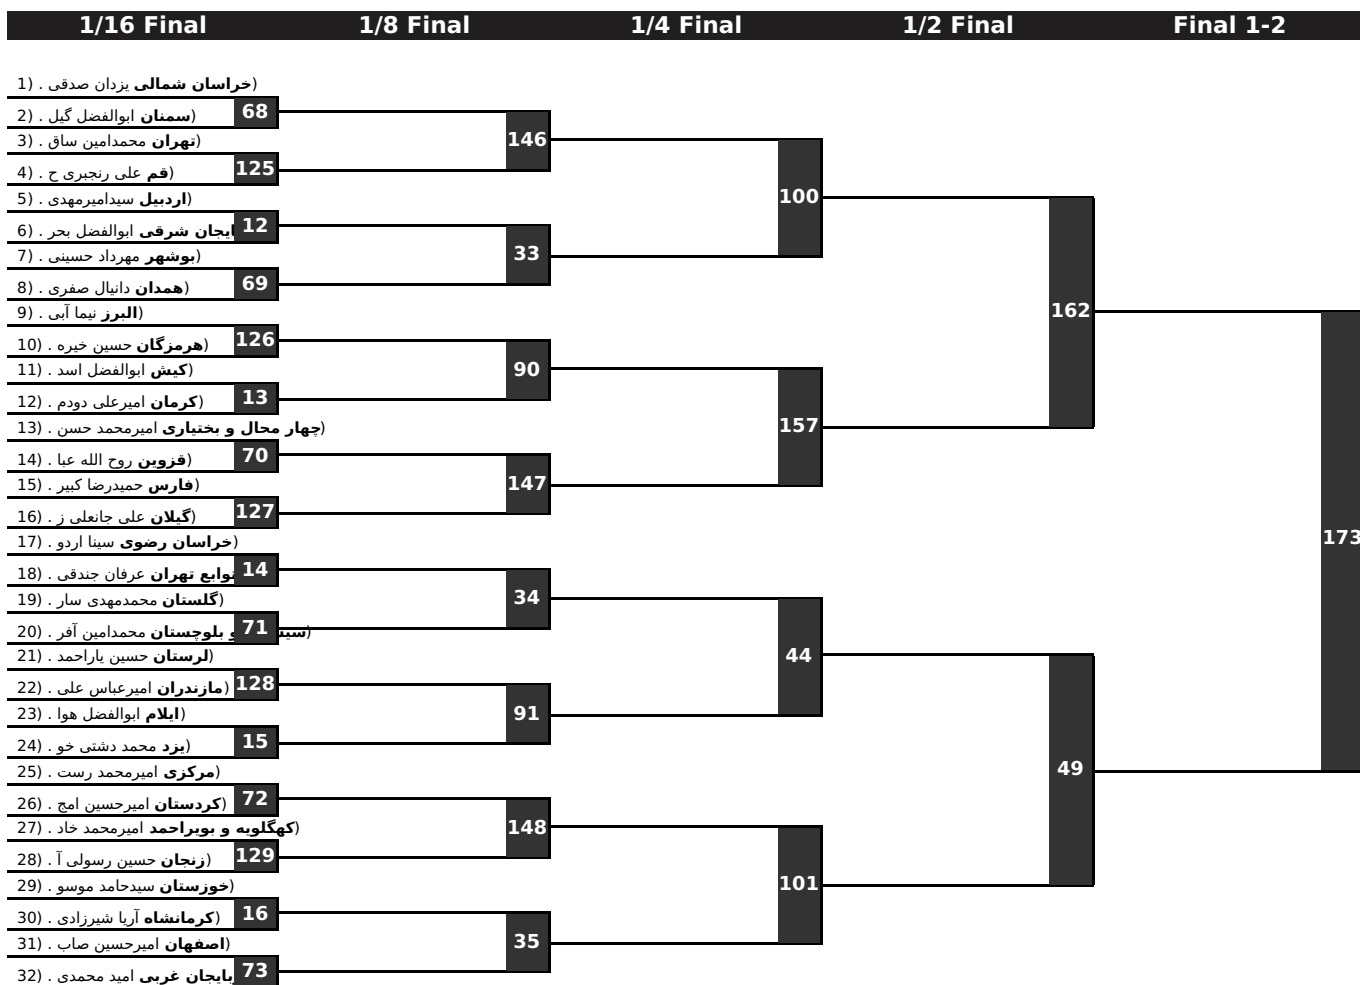 1/16 Final 1/8 Final 1/4 Final 1/2 Final Final 1-2
1) . یزدان صدقی (خراسان شمالی
68
2) . ابوالفضل گیل (سمنان
146
3) . محمدامین ساق (تهران
125
4) . علی رنجبری ح (قم
100
5) . سیدامیرمهدی (اردبیل
12
6) . ابوالفضل بحر ایجان شرقی
33
7) . مهرداد حسینی (بوشهر
69
8) . دانیال صفری (همدان
162
9) . نیما آبی (البرز
126
10) . حسین خیره (هرمزگان
90
11) . ابوالفضل اسد (کیش
13
12) . امیرعلی دودم (کرمان
157
13) . امیرمحمد حسن (چهار محال و بختیاری
70
14) . روح الله عبا (قزوین
147
15) . حمیدرضا کبیر (فارس
127
16) . علی جانعلی ز (گیلان
173
17) . سینا اردو (خراسان رضوی
14
18) . عرفان جندقی توابع تهران
34
19) . محمدمهدی سار (گلستان
71
20) . محمدامین آفر (سیستان و بلوچستان
44
21) . حسین یاراحمد (لرستان
128
22) . امیرعباس علی (مازندران
91
23) . ابوالفضل هوا (ایلام
15
24) . محمد دشتی خو (یزد
49
25) . امیرمحمد رست (مرکزی
72
26) . امیرحسین امج (کردستان
148
27) . امیرمحمد خاد (کهگلویه و بویراحمد
129
28) . حسین رسولی آ (زنجان
101
29) . سیدحامد موسو (خوزستان
16
30) . آریا شیرزادی (کرمانشاه
35
31) . امیرحسین صاب (اصفهان
73
32) . امید محمدی بایجان غربی